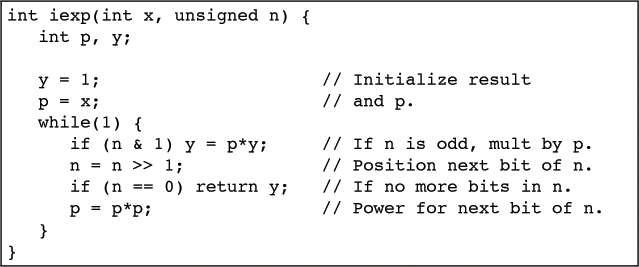 int iexp(int x, unsigned n) {
   int p, y;

   y = 1;                     // Initialize result
   p = x;                     // and p.
   while(1) {
      if (n & 1) y = p*y;     // If n is odd, mult by p.
      n = n >> 1;             // Position next bit of n.
      if (n == 0) return y;   // If no more bits in n.
      p = p*p;                // Power for next bit of n.
   }
}